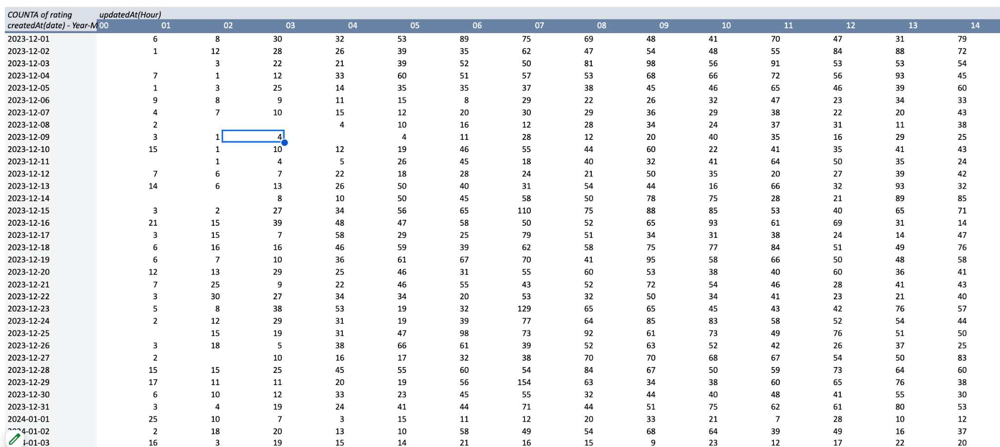 COUNTA of rating updatedAt(Hour)
createdAt(date) - Year-M 00 01 02 03 04 05 06 07 08 09 10 11 12 13 14
2023-12-01 6 8 30 32 53 89 75 69 48 41 70 47 31 79
2023-12-02 1 12 28 26 39 35 62 47 54 48 55 84 88 72
2023-12-03 3 22 21 39 52 50 81 98 56 91 53 53 54
2023-12-04 7 1 12 33 60 51 57 53 68 66 72 56 93 45
2023-12-05 1 3 25 14 35 35 37 38 45 46 65 46 39 60
2023-12-06 9 8 9 11 15 8 29 22 26 32 47 23 34 33
2023-12-07 4 7 10 15 12 20 30 29 36 29 38 22 20 43
2023-12-08 2 4 10 16 12 28 34 24 37 31 11 38
2023-12-09 3 1 4 4 11 28 12 20 40 35 16 29 25
2023-12-10 15 1 10 12 19 46 55 44 60 22 41 35 41 43
2023-12-11 1 4 5 26 45 18 40 32 41 64 50 35 24
2023-12-12 7 6 7 22 18 28 24 21 50 35 20 27 39 42
2023-12-13 14 6 13 26 50 40 31 54 44 16 66 32 93 32
2023-12-14 8 10 50 45 58 50 78 75 28 21 89 85
2023-12-15 3 2 27 34 56 65 110 75 88 85 53 40 65 71
2023-12-16 21 15 39 48 47 58 50 52 65 93 61 69 31 14
2023-12-17 3 15 7 58 29 25 79 51 34 31 38 24 14 47
2023-12-18 6 16 16 46 59 39 62 58 75 77 84 51 49 76
2023-12-19 6 7 10 36 61 67 70 41 95 58 66 50 48 58
2023-12-20 12 13 29 25 46 31 55 60 53 38 40 60 36 41
2023-12-21 7 25 9 22 46 55 43 52 72 54 46 28 41 43
2023-12-22 3 30 27 34 34 20 53 32 50 34 41 23 21 40
2023-12-23 5 8 38 53 19 32 129 65 65 45 43 42 76 57
2023-12-24 2 12 29 31 19 39 77 64 85 83 58 52 54 44
2023-12-25 15 19 31 47 98 73 92 61 73 49 76 51 50
2023-12-26 3 18 5 38 66 61 39 52 63 52 42 26 37 25
2023-12-27 2 10 16 17 32 38 70 70 68 67 54 50 83
2023-12-28 15 15 25 45 55 60 54 84 67 50 59 73 64 60
2023-12-29 17 11 11 20 19 56 154 63 34 38 60 65 76 38
2023-12-30 6 10 12 33 23 45 55 32 44 40 48 41 55 30
2023-12-31 3 4 19 24 41 44 71 44 51 75 62 61 80 53
2024-01-01 25 10 7 3 15 11 12 20 33 21 7 28 10 12
4-01-02 2 18 20 13 10 58 49 54 68 64 39 49 16 37
-01-03 16 3 19 15 14 21 16 15 9 23 12 17 22 20